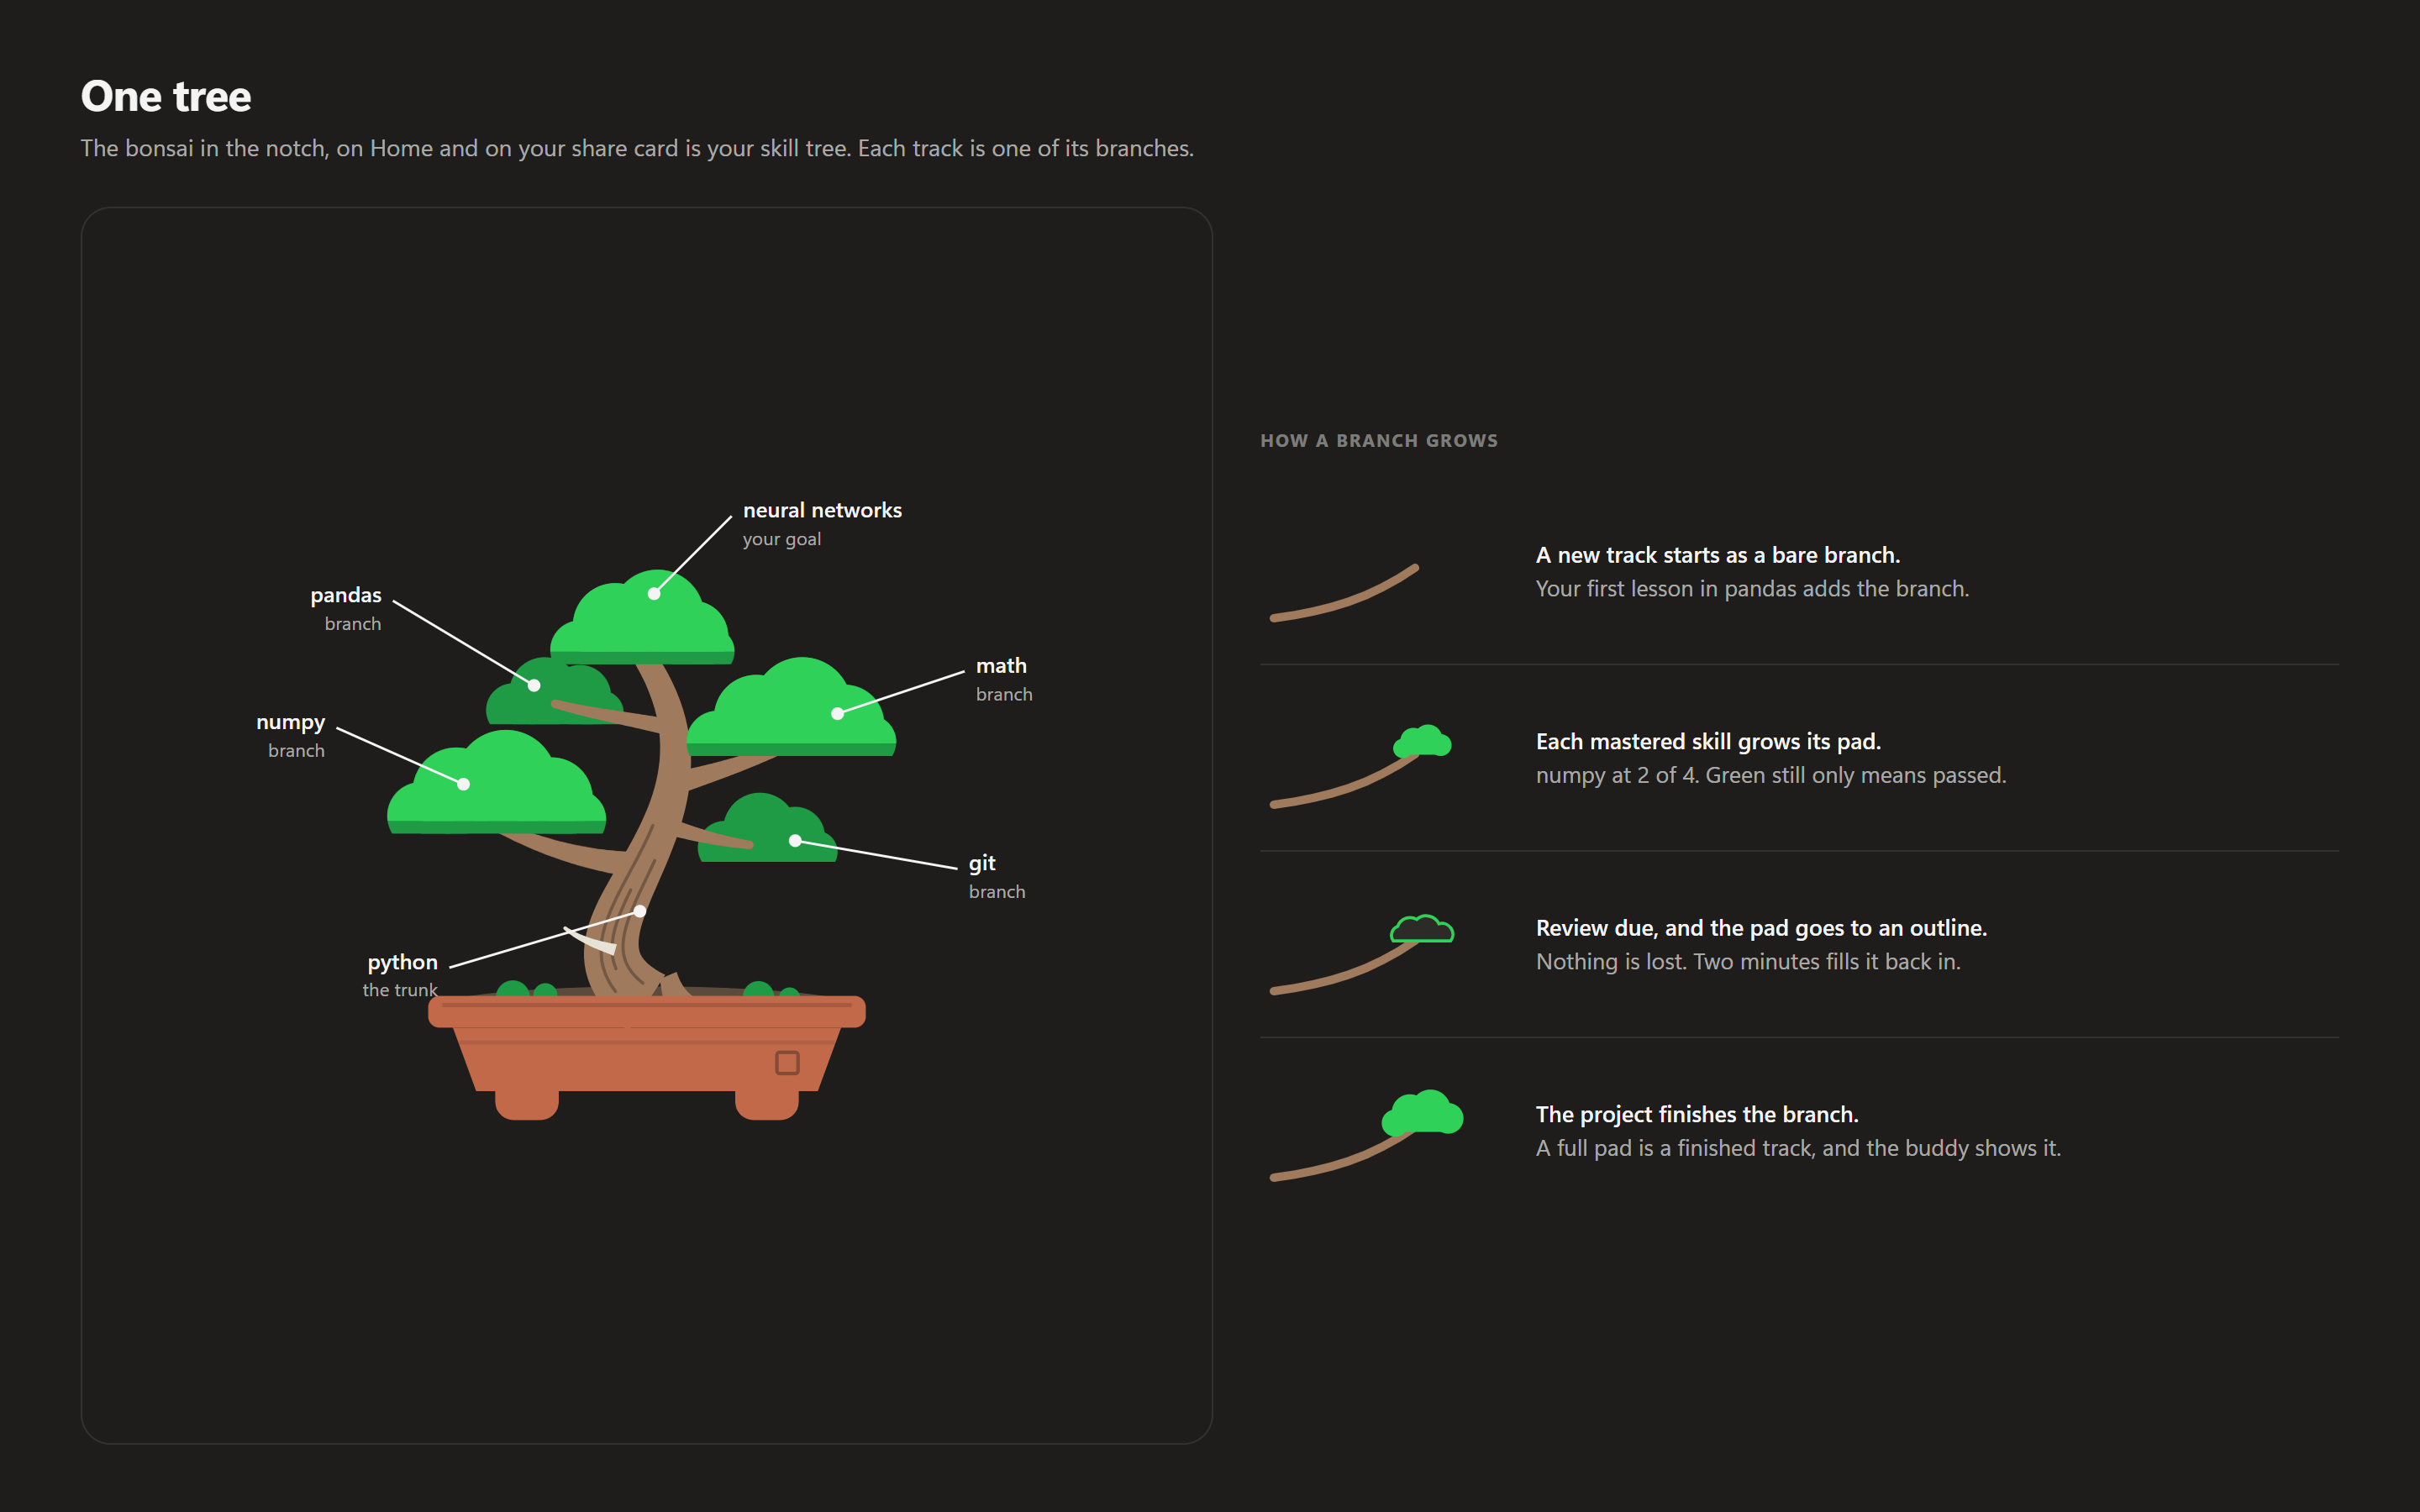 One tree
The bonsai in the notch, on Home and on your share card is your skill tree. Each track is one of its branches.
neural networks
your goal
pandas
branch
math
branch
numpy
branch
git
branch
python
the trunk
HOW A BRANCH GROWS
A new track starts as a bare branch.
Your first lesson in pandas adds the branch.
Each mastered skill grows its pad.
numpy at 2 of 4. Green still only means passed.
Review due, and the pad goes to an outline.
Nothing is lost. Two minutes fills it back in.
The project finishes the branch.
A full pad is a finished track, and the buddy shows it.